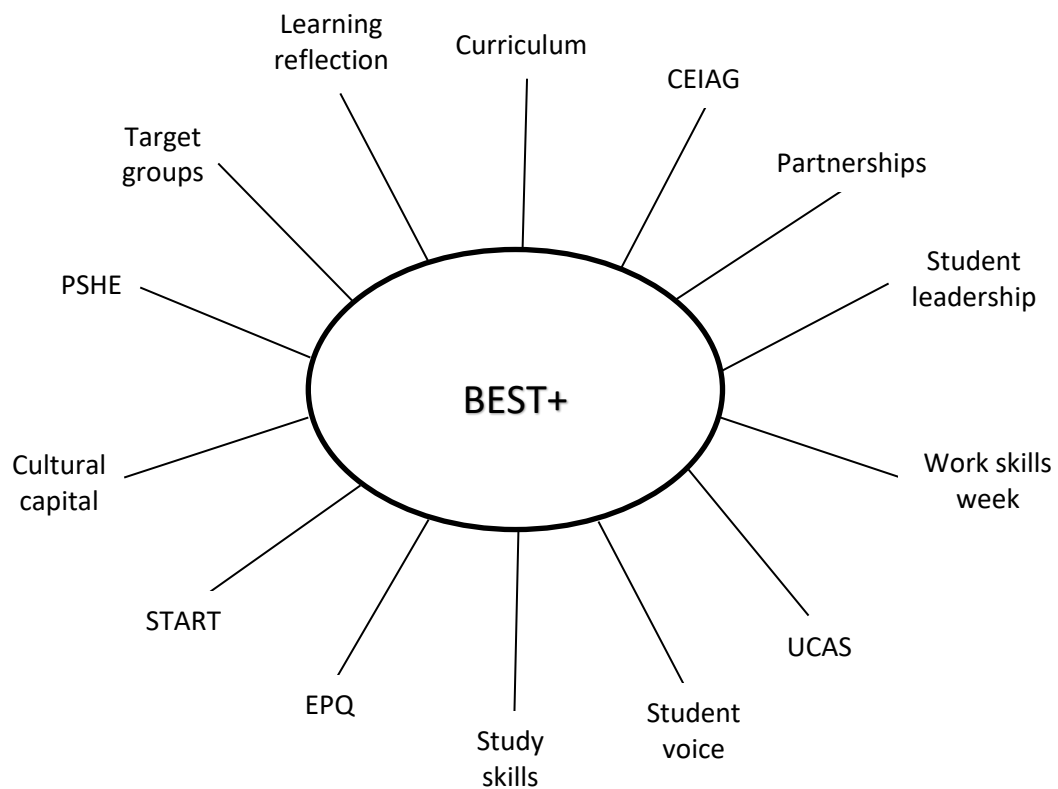 Learning
reflection
Curriculum
CEIAG
Partnerships
Student
leadership
Work skills
week
UCAS
Student
voice
Study
skills
EPQ
START
Cultural
capital
PSHE
Target
groups
BEST+